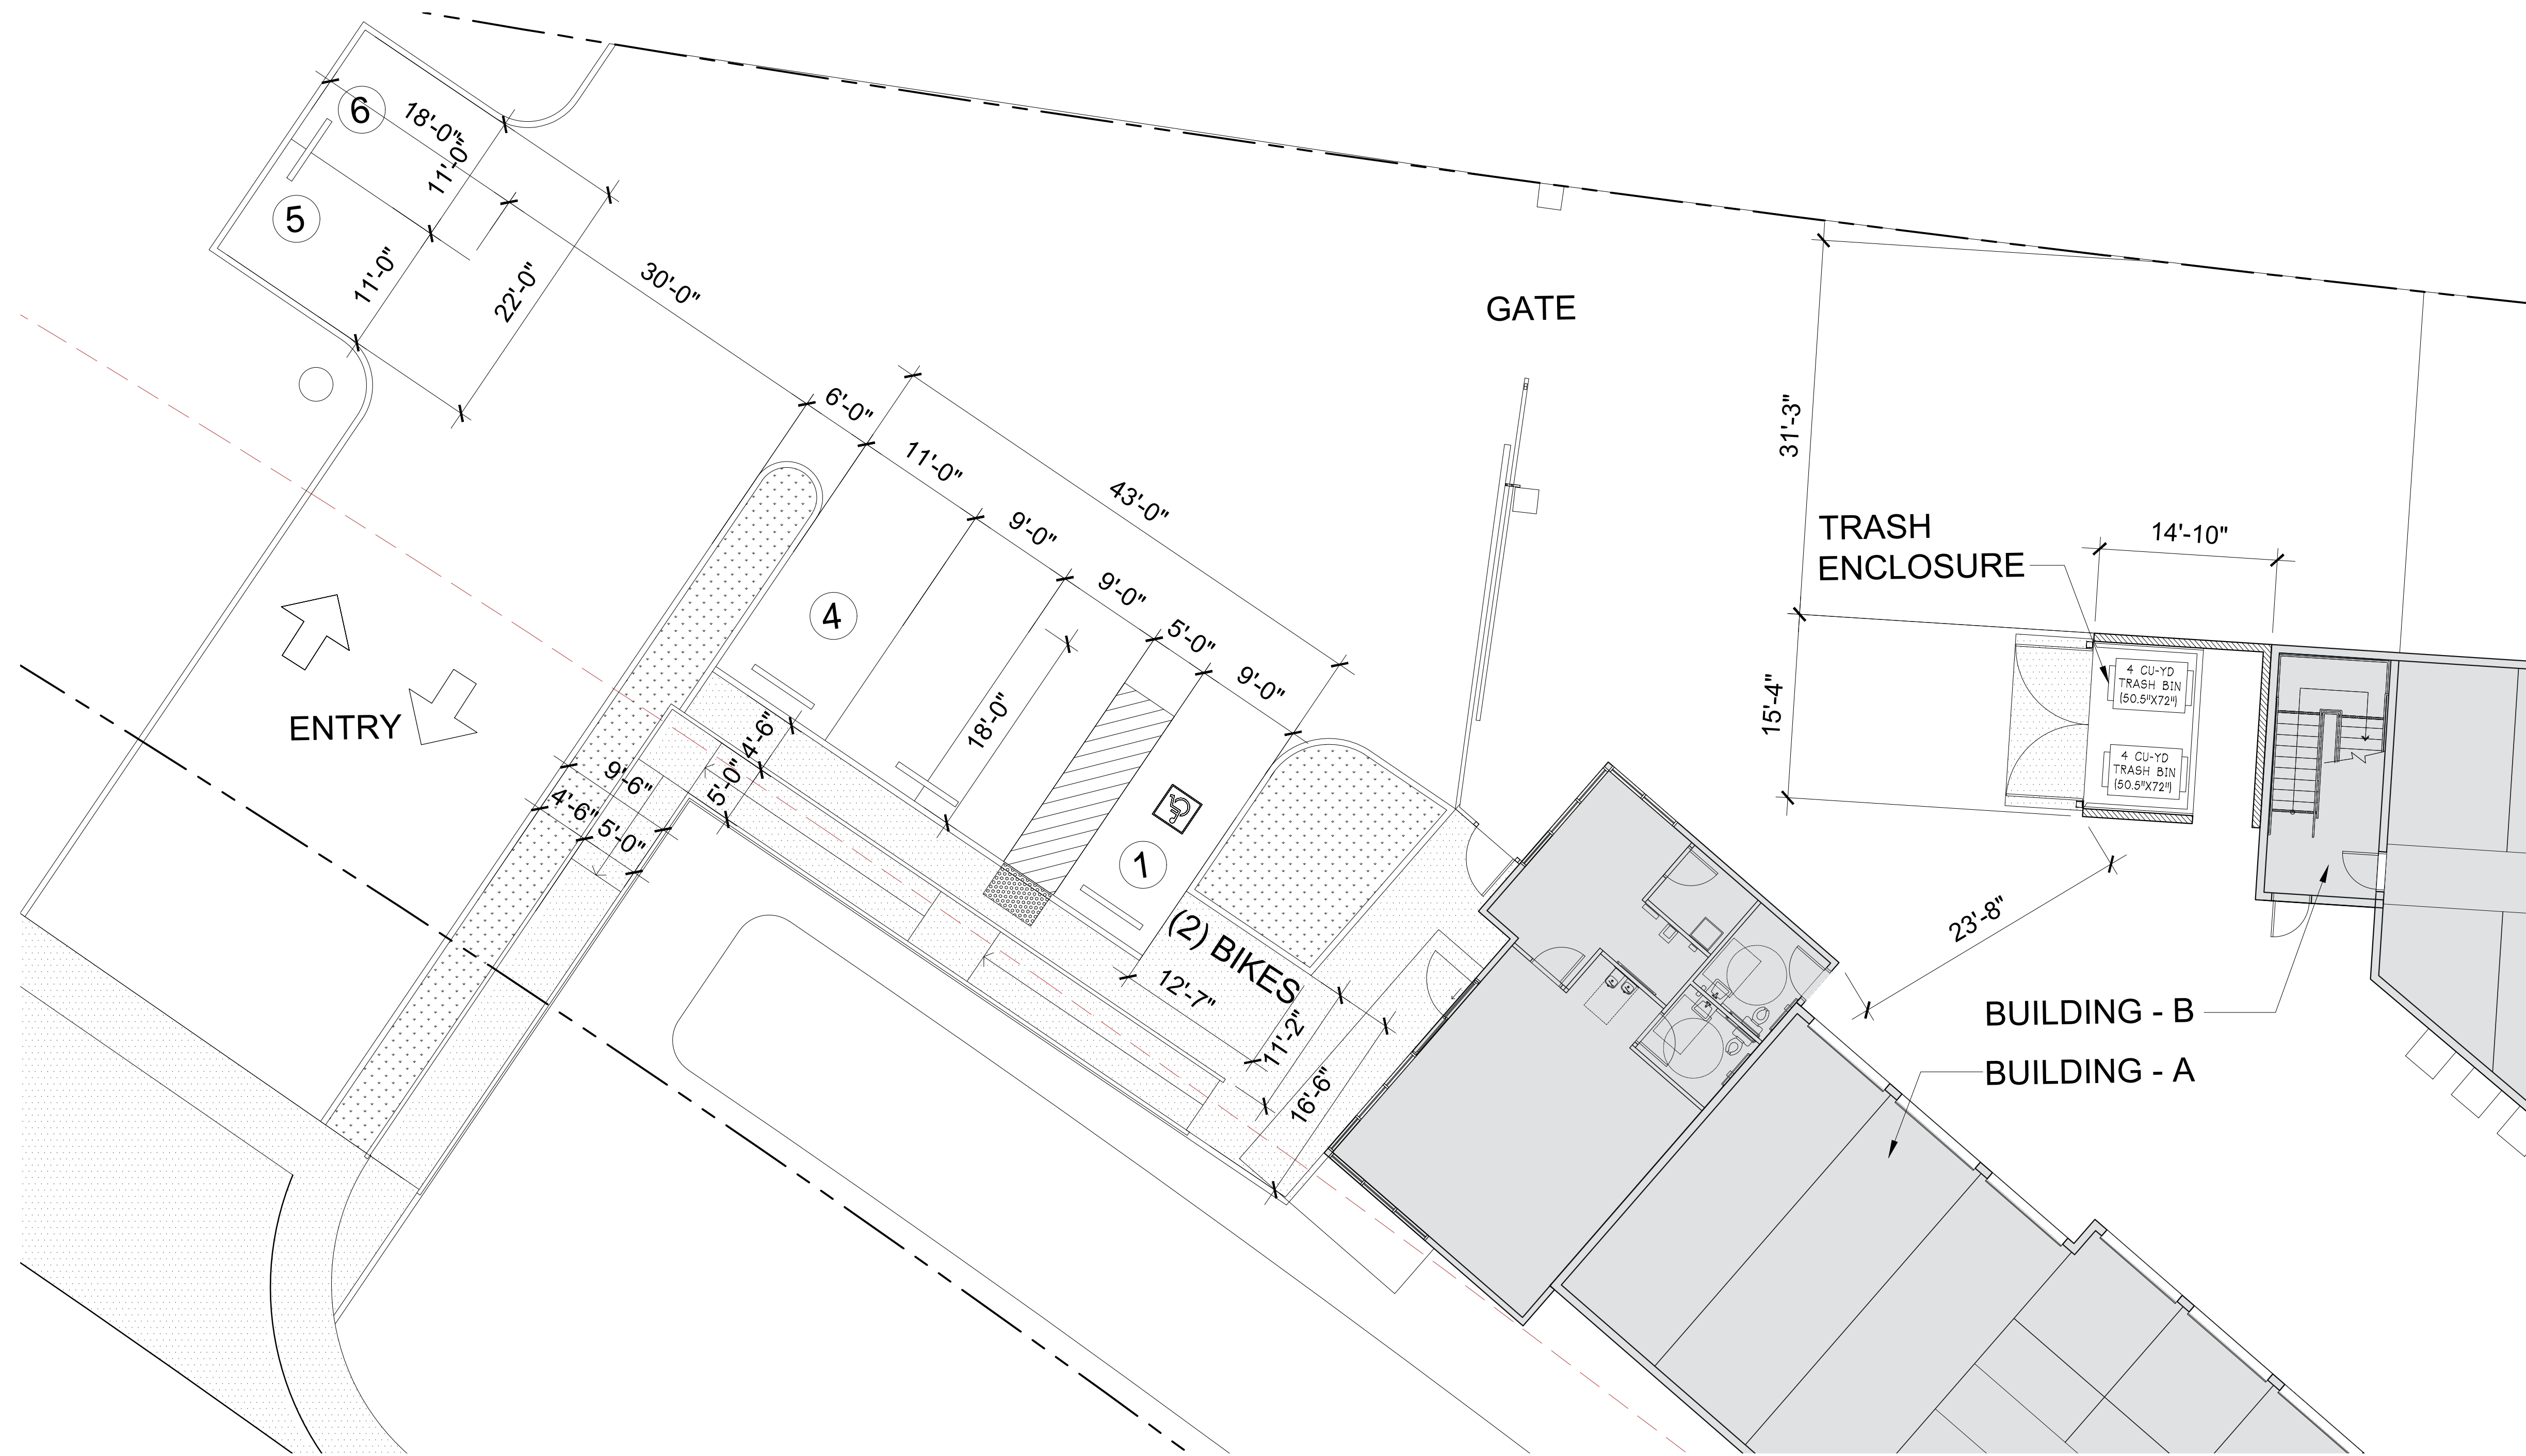 6
18'-0"
11'-0"
5
11'-0"
22'-0"
30'-0"
GATE
6'-0"
11'-0"
43'-0"
9'-0"
9'-0"
5'-0"
9'-0"
4
18'-0"
1
ENTRY
4'-6"
5'-0"
9'-6"
4'-6"
5'-0"
(2) BIKES
12'-7"
11'-2"
16'-6"
31'-3"
15'-4"
TRASH
ENCLOSURE
14'-10"
4 CU-YD
TRASH BIN
(50.5"X72")
4 CU-YD
TRASH BIN
(50.5"X72")
23'-8"
BUILDING - B
BUILDING - A